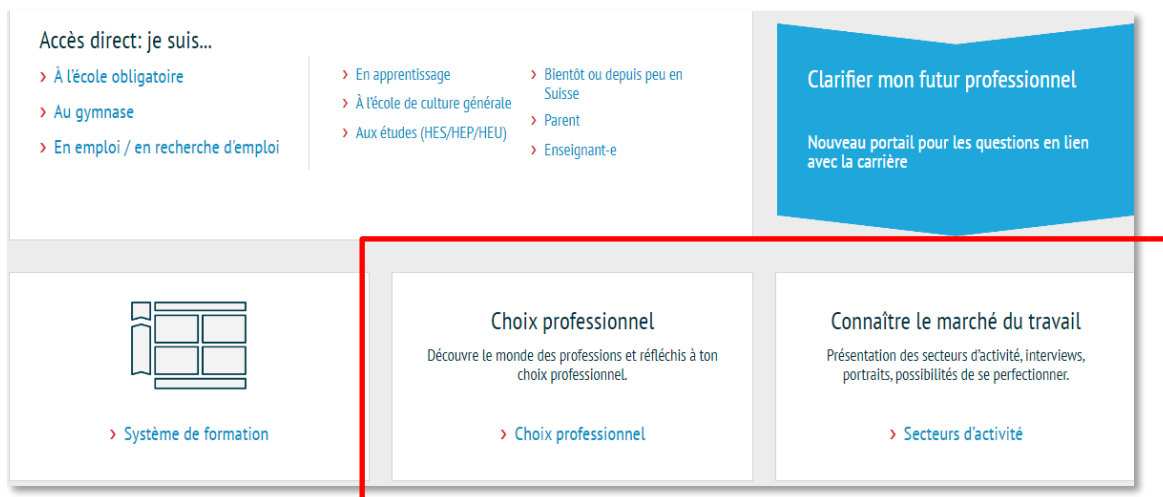 Accès direct: je suis...
› À l'école obligatoire
› Au gymnase
› En emploi / en recherche d'emploi
› En apprentissage
› À l'école de culture générale
› Aux études (HES/HEP/HEU)
› Bientôt ou depuis peu en
Suisse
› Parent
› Enseignant-e
Clarifier mon futur professionnel
Nouveau portail pour les questions en lien
avec la carrière
› Système de formation
Choix professionnel
Découvre le monde des professions et réfléchis à ton
choix professionnel.
› Choix professionnel
Connaître le marché du travail
Présentation des secteurs d'activité, interviews,
portraits, possibilités de se perfectionner.
› Secteurs d'activité